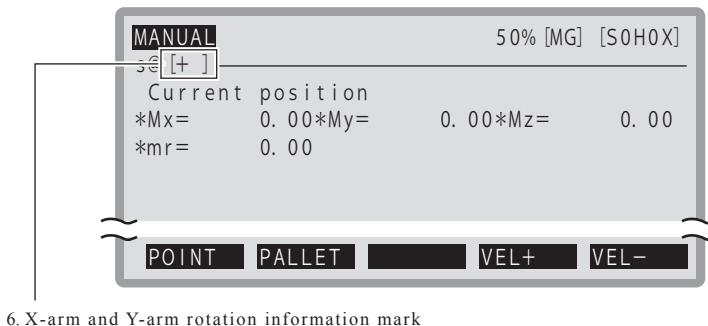 MANUAL 50% [MG] [S0H0X]
s@ [+ ]
Current position
*Mx= 0.00*My= 0.00*Mz= 0.00
*mr= 0.00
POINT PALLET VEL+ VEL-
6. X-arm and Y-arm rotation information mark